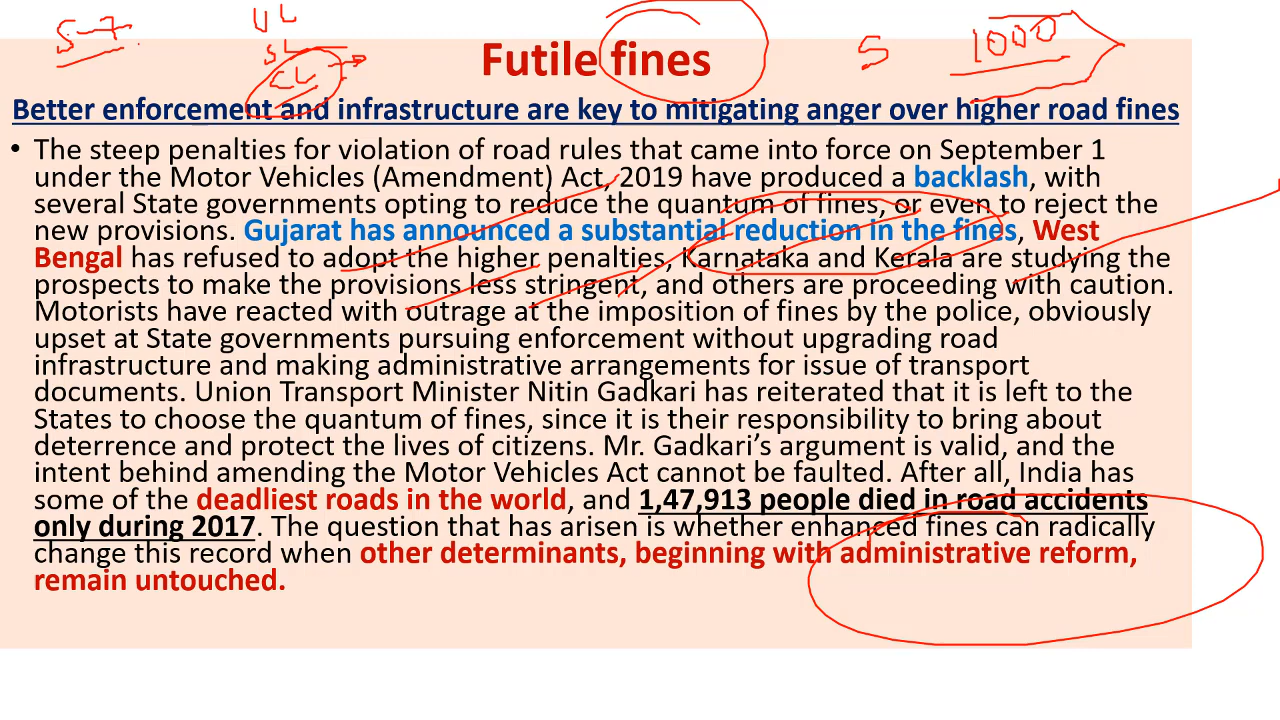 S-7
UL
SL
CL
5
1000
Futile fines
Better enforcement and infrastructure are key to mitigating anger over higher road fines
• The steep penalties for violation of road rules that came into force on September 1
under the Motor Vehicles (Amendment) Act, 2019 have produced a backlash, with
several State governments opting to reduce the quantum of fines, or even to reject the
new provisions. Gujarat has announced a substantial reduction in the fines, West
Bengal has refused to adopt the higher penalties, Karnataka and Kerala are studying the
prospects to make the provisions less stringent, and others are proceeding with caution.
Motorists have reacted with outrage at the imposition of fines by the police, obviously
upset at State governments pursuing enforcement without upgrading road
infrastructure and making administrative arrangements for issue of transport
documents. Union Transport Minister Nitin Gadkari has reiterated that it is left to the
States to choose the quantum of fines, since it is their responsibility to bring about
deterrence and protect the lives of citizens. Mr. Gadkari’s argument is valid, and the
intent behind amending the Motor Vehicles Act cannot be faulted. After all, India has
some of the deadliest roads in the world, and 1,47,913 people died in road accidents
only during 2017. The question that has arisen is whether enhanced fines can radically
change this record when other determinants, beginning with administrative reform,
remain untouched.